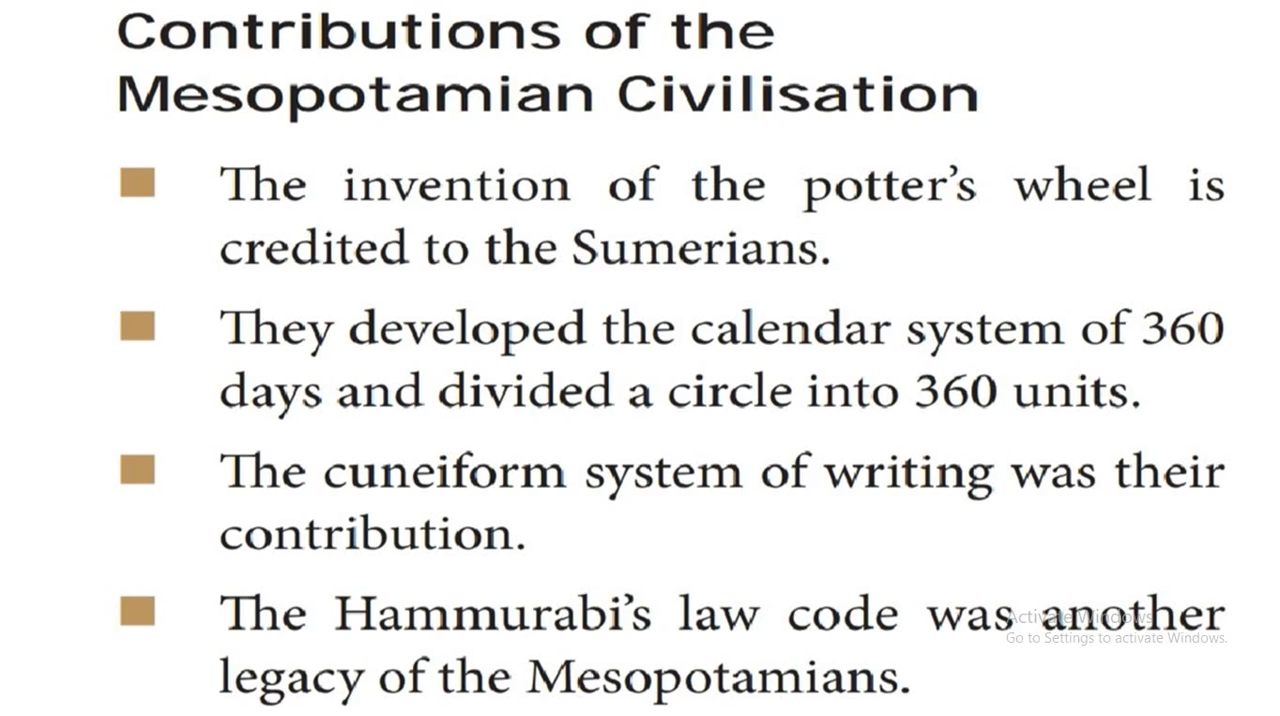 Contributions of the
Mesopotamian Civilisation
The invention of the potter’s wheel is
credited to the Sumerians.
They developed the calendar system of 360
days and divided a circle into 360 units.
The cuneiform system of writing was their
contribution.
The Hammurabi’s law code was another
legacy of the Mesopotamians.
Activate Windows
Go to Settings to activate Windows.